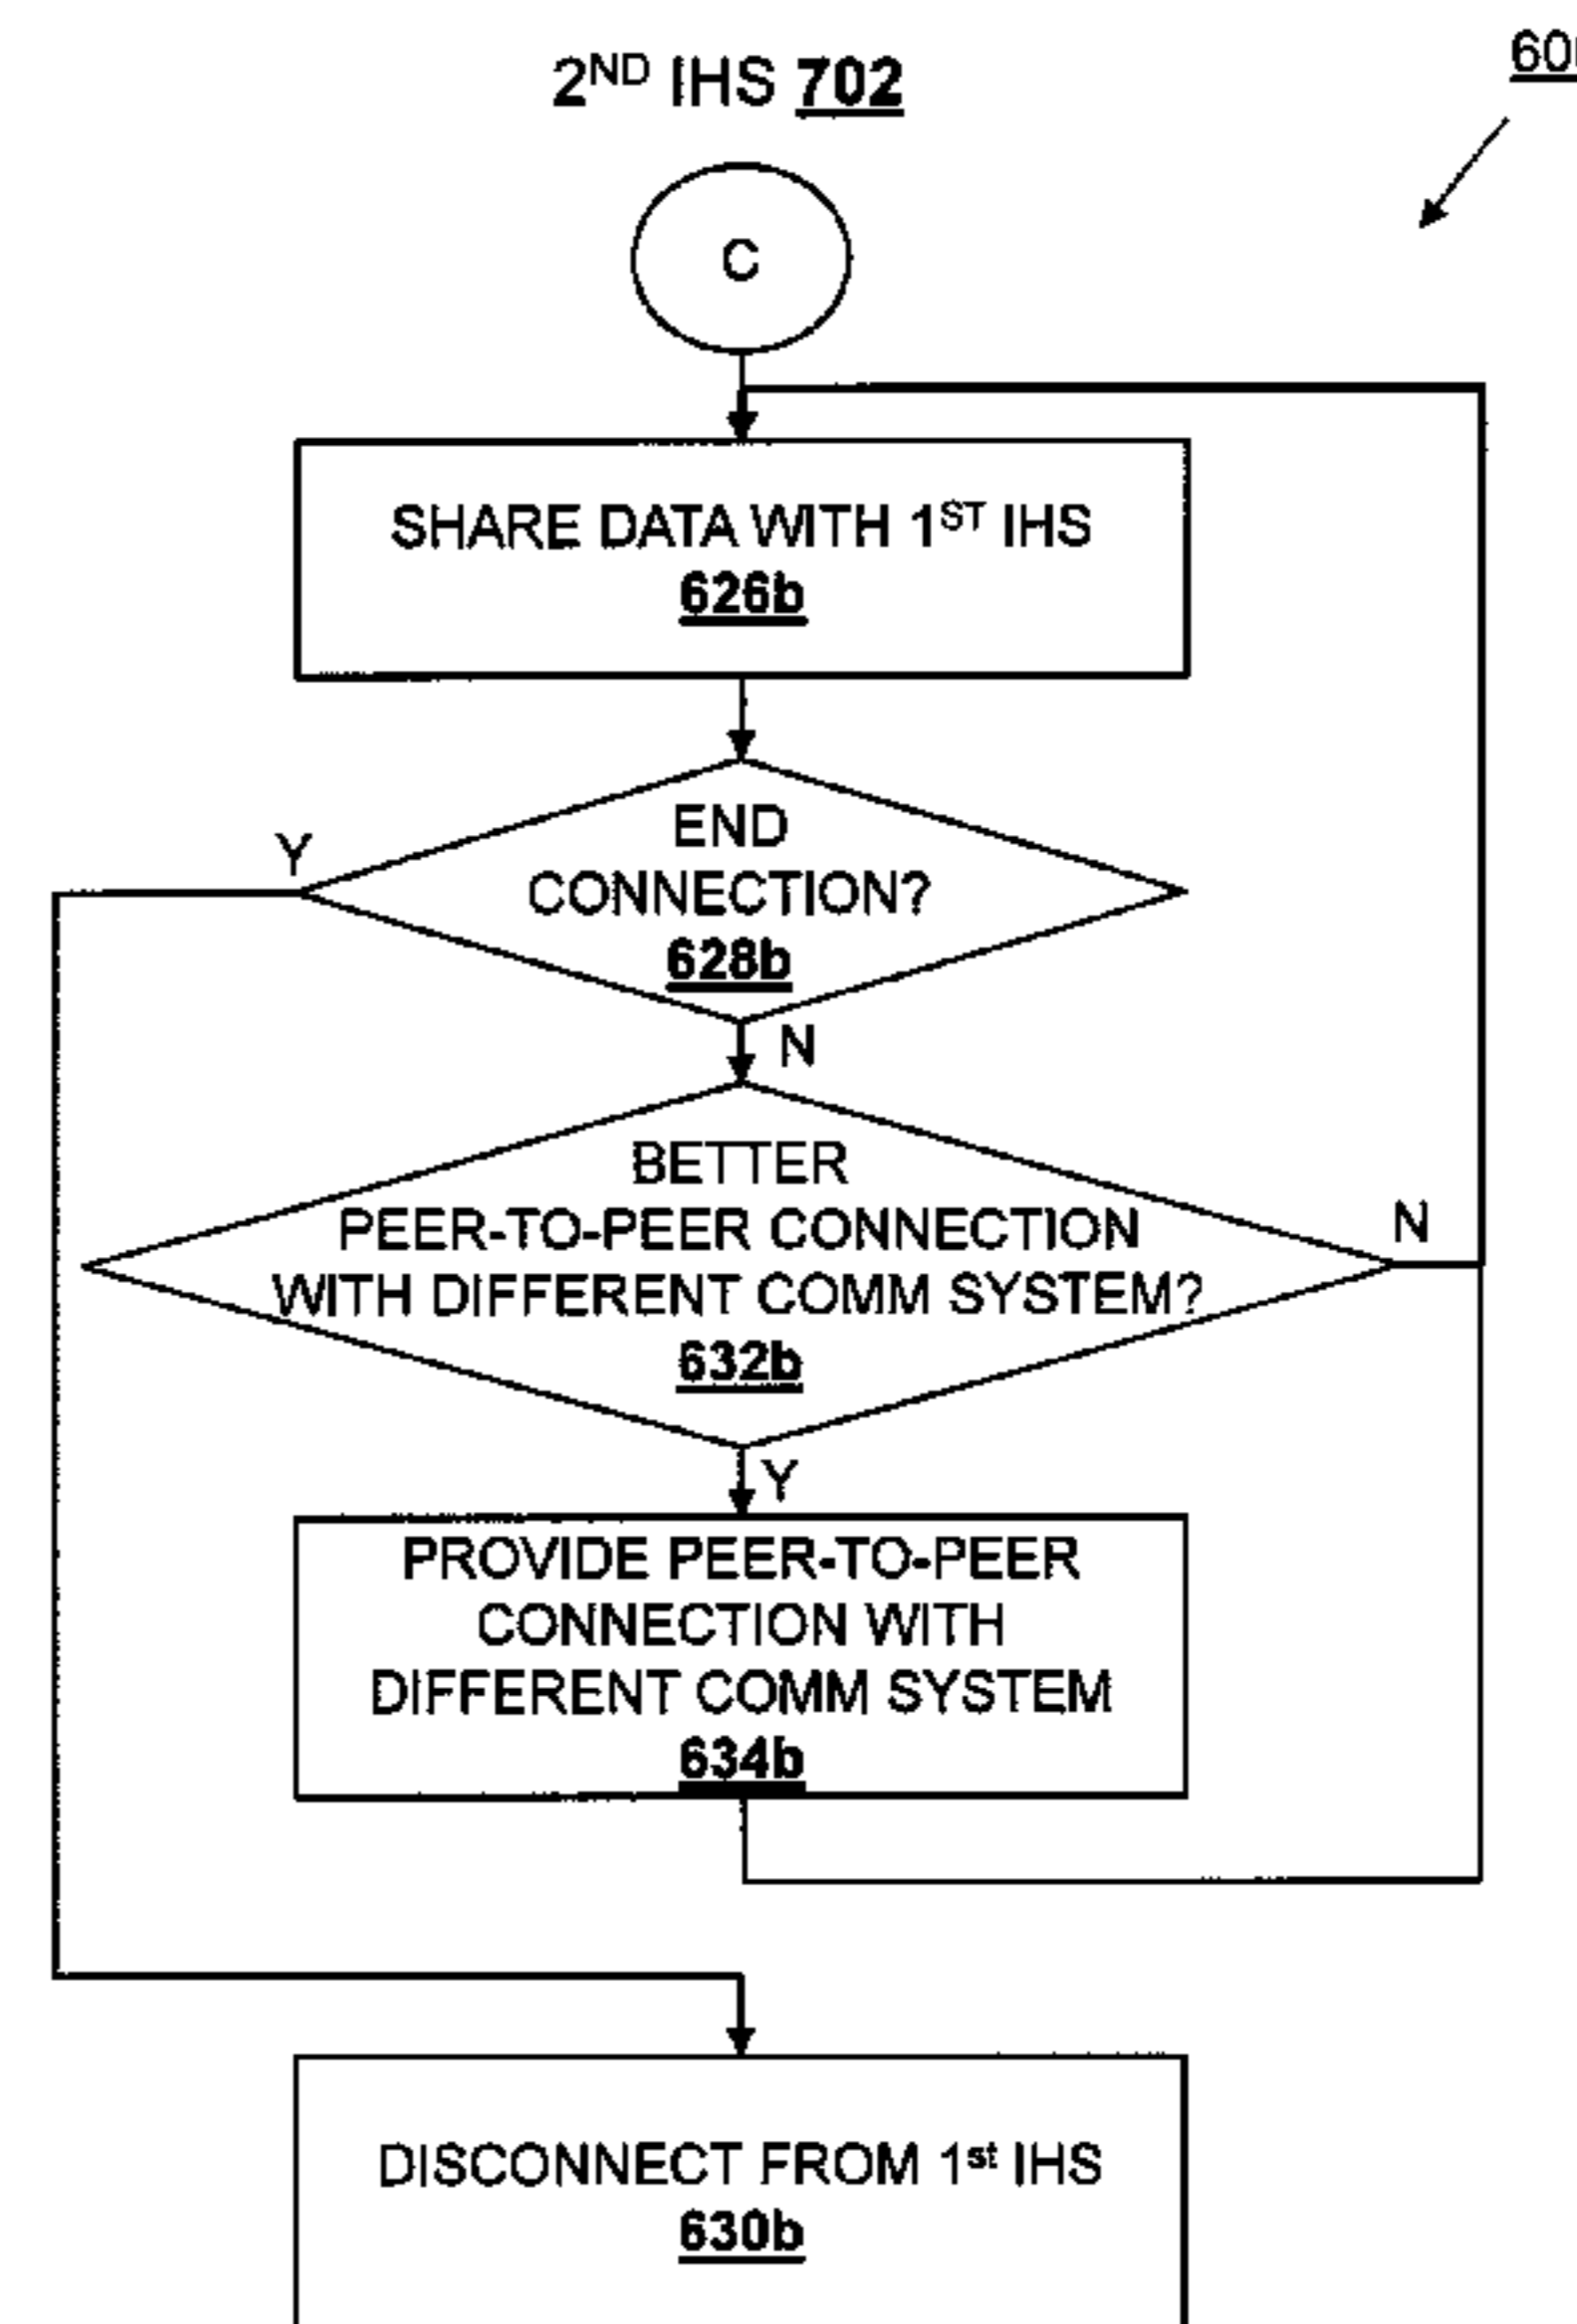 2ND IHS 702
C
SHARE DATA WITH 1ST IHS
626b
END
CONNECTION?
628b
Y
N
BETTER
PEER-TO-PEER CONNECTION
WITH DIFFERENT COMM SYSTEM?
632b
N
Y
PROVIDE PEER-TO-PEER
CONNECTION WITH
DIFFERENT COMM SYSTEM
634b
DISCONNECT FROM 1st IHS
630b